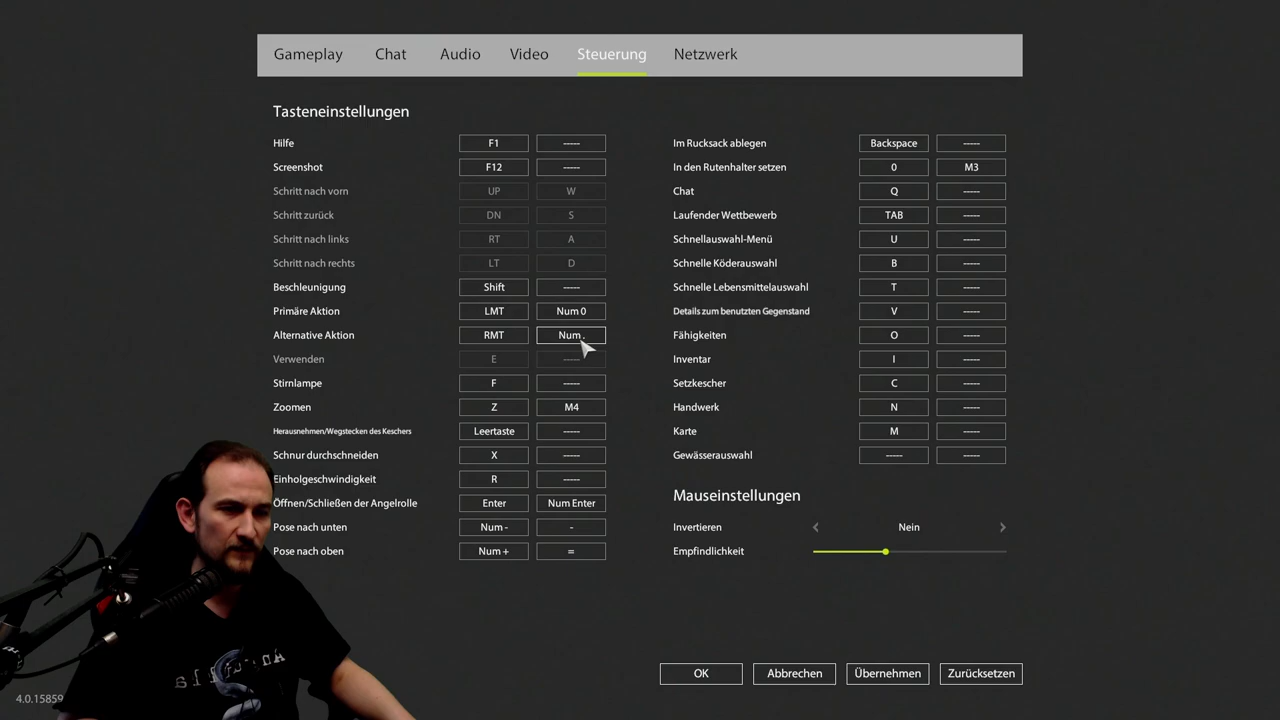 Gameplay Chat Audio Video Steuerung Netzwerk
Tasteneinstellungen
Hilfe F1 -----
Screenshot F12 -----
Schritt nach vorn UP W
Schritt zurück DN S
Schritt nach links RT A
Schritt nach rechts LT D
Beschleunigung Shift -----
Primäre Aktion LMT Num 0
Alternative Aktion RMT Num .
Verwenden E -----
Stirnlampe F -----
Zoomen Z M4
Herausnehmen/Wegstecken des Keschers Leertaste -----
Schnur durchschneiden X -----
Einholgeschwindigkeit R -----
Öffnen/Schließen der Angelrolle Enter Num Enter
Pose nach unten Num - -
Pose nach oben Num + =
Im Rucksack ablegen Backspace -----
In den Rutenhalter setzen 0 M3
Chat Q -----
Laufender Wettbewerb TAB -----
Schnellauswahl-Menü U -----
Schnelle Köderauswahl B -----
Schnelle Lebensmittelauswahl T -----
Details zum benutzten Gegenstand V -----
Fähigkeiten O -----
Inventar I -----
Setzkescher C -----
Handwerk N -----
Karte M -----
Gewässerauswahl ----- -----
Mauseinstellungen
Invertieren Nein
Empfindlichkeit
OK Abbrechen Übernehmen Zurücksetzen
4.0.15859